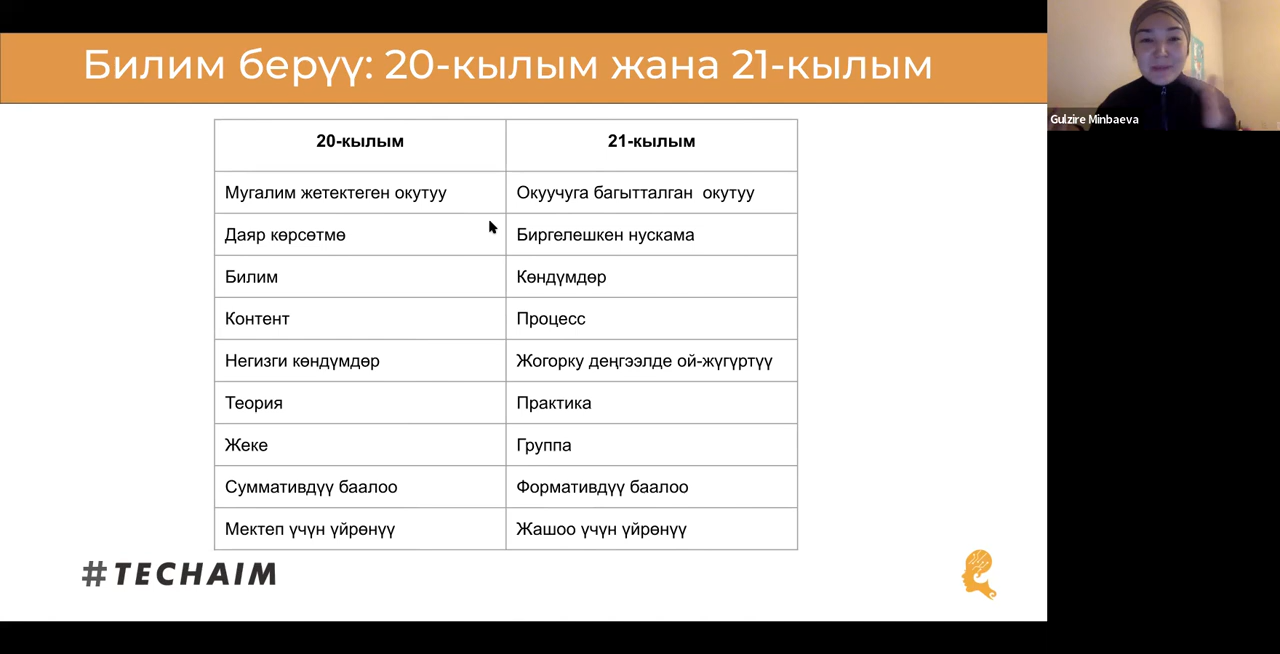 Билим берүү: 20-кылым жана 21-кылым
Gulzire Minbaeva
20-кылым
21-кылым
Мугалим жетектеген окутуу
Окуучуга багытталган окутуу
Даяр көрсөтмө
Биргелешкен нускама
Билим
Көндүмдөр
Контент
Процесс
Негизги көндүмдөр
Жогорку деңгээлде ой-жүгүртүү
Теория
Практика
Жеке
Группа
Суммативдүү баалоо
Формативдүү баалоо
Мектеп үчүн үйрөнүү
Жашоо үчүн үйрөнүү
#TECHAIM